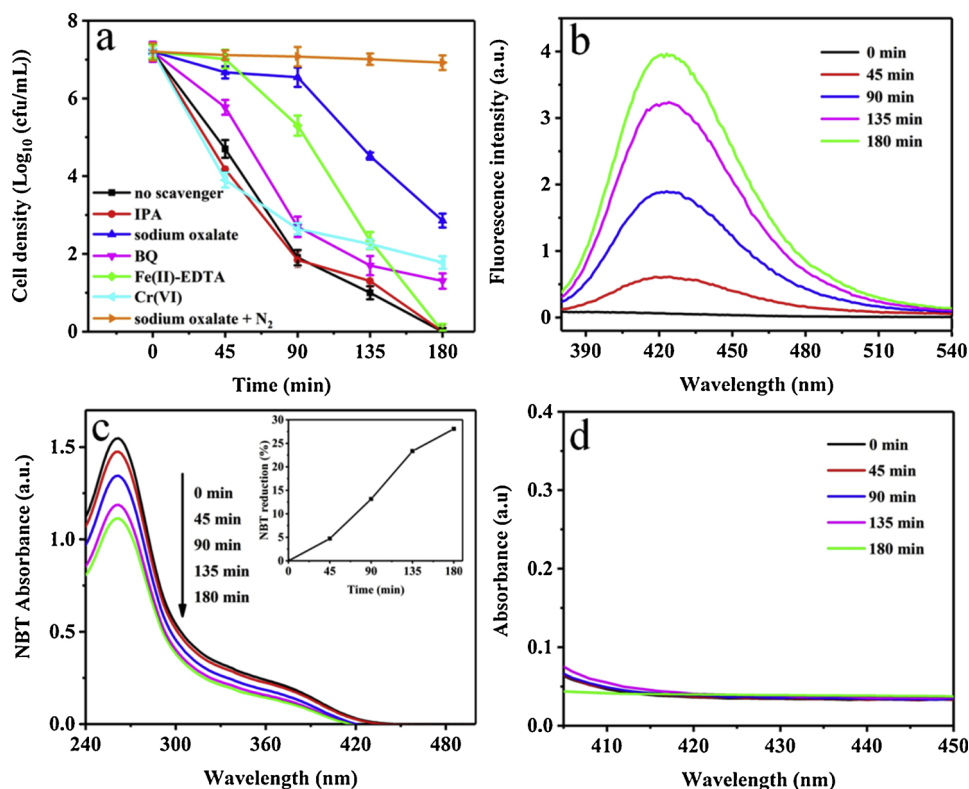 a
Cell density (Log10 (cfu/mL)
8
6
4
2
0
no scavenger
IPA
sodium oxalate
BQ
Fe(II)-EDTA
Cr(VI)
sodium oxalate + N2
0 45 90 135 180
Time (min)
b
Fluorescence intensity (a.u.)
4
3
2
1
0
0 min
45 min
90 min
135 min
180 min
390 420 450 480 510 540
Wavelength (nm)
c
NBT Absorbance (a.u.)
1.5
1.0
0.5
0.0
0 min
45 min
90 min
135 min
180 min
NBT reduction (%)
30
25
20
15
10
5
0
0 45 90 135 180
Time (min)
240 300 360 420 480
Wavelength (nm)
d
Absorbance (a.u)
0.4
0.3
0.2
0.1
0.0
0 min
45 min
90 min
135 min
180 min
410 420 430 440 450
Wavelength (nm)